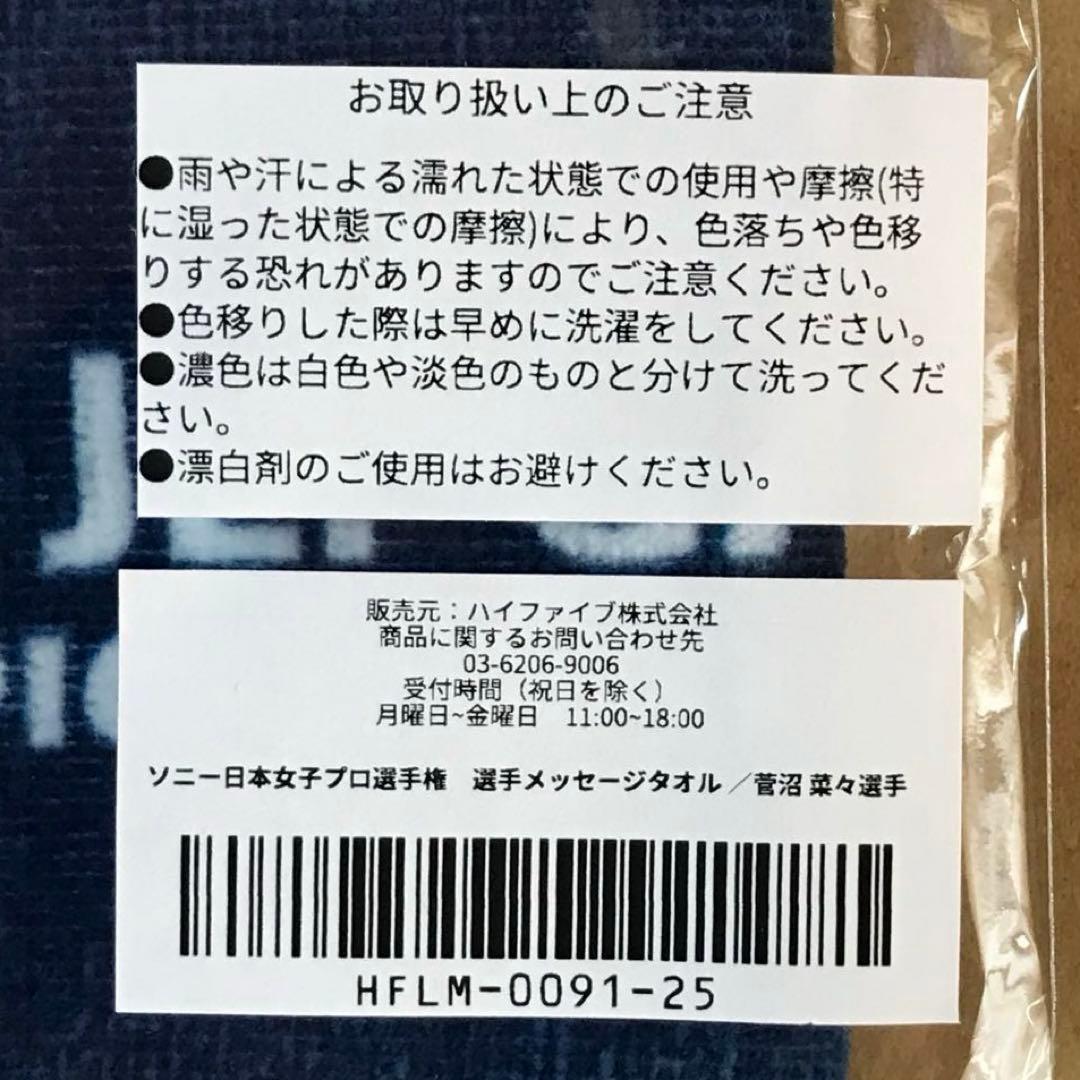 お取り扱い上のご注意
●雨や汗による濡れた状態での使用や摩擦(特
に湿った状態での摩擦)により、色落ちや色移
りする恐れがありますのでご注意ください。
●色移りした際は早めに洗濯をしてください。
●濃色は白色や淡色のものと分けて洗ってくだ
さい。
●漂白剤のご使用はお避けください。
販売元：ハイファイブ株式会社
商品に関するお問い合わせ先
03-6206-9006
受付時間（祝日を除く）
月曜日~金曜日　11:00~18:00
ソニー日本女子プロ選手権　選手メッセージタオル ／菅沼 菜々選手
HFLM-0091-25